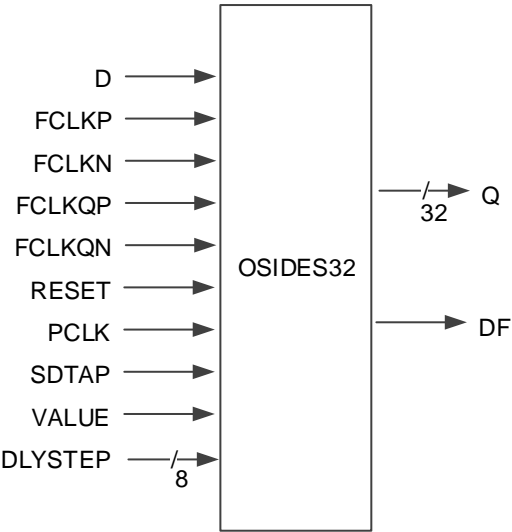 D
FCLKP
FCLKN
FCLKQP
FCLKQN
RESET
PCLK
SDTAP
VALUE
DLYSTEP
8
OSIDES32
32
Q
DF